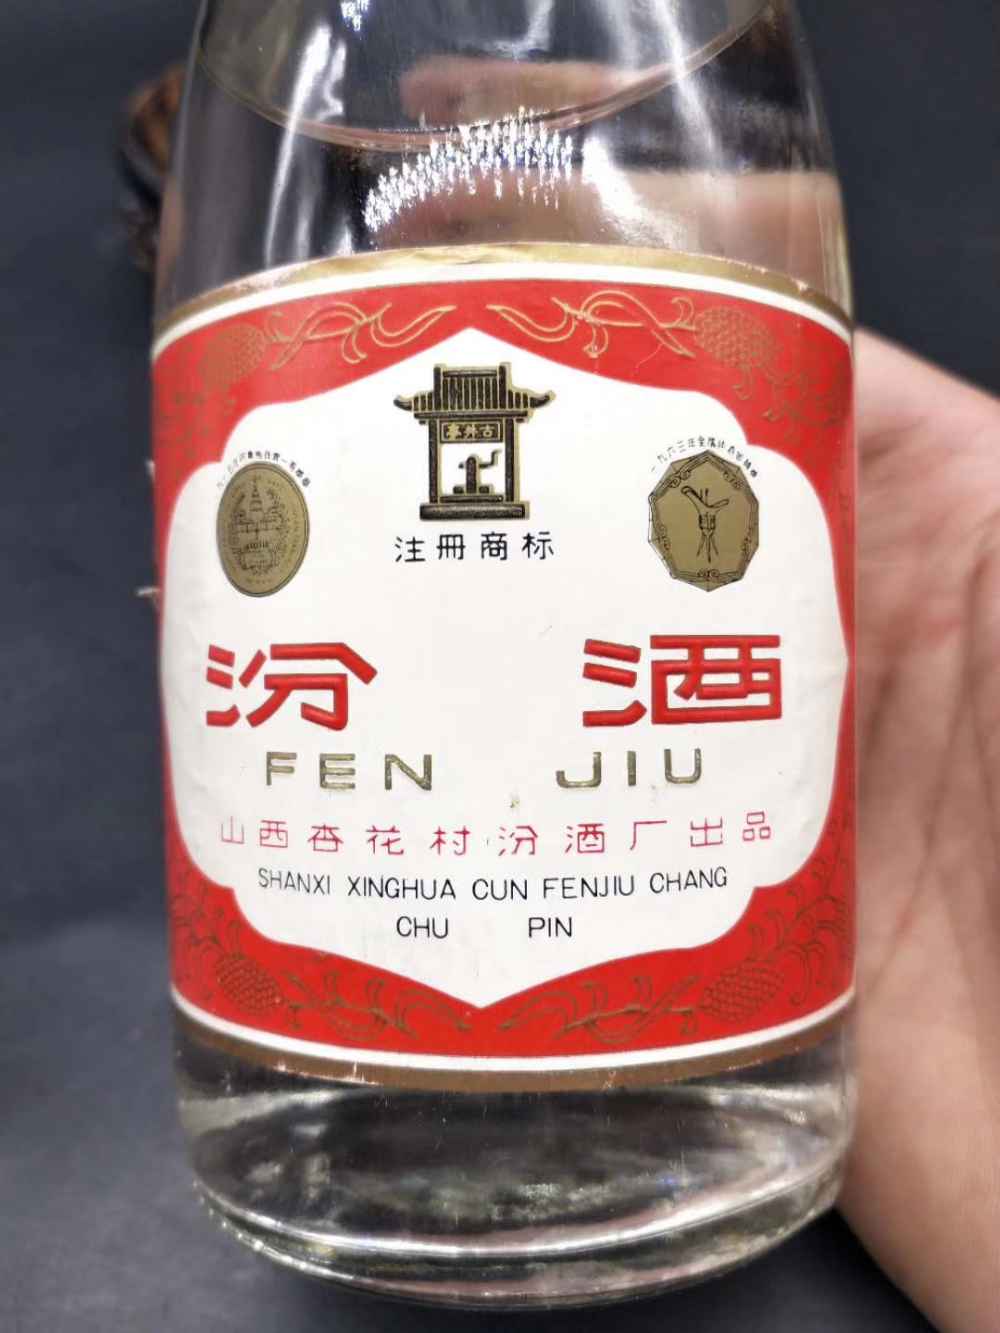 古井亭
注冊商标
汾酒
FEN JIU
山西杏花村汾酒厂出品
SHANXI XINGHUA CUN FENJIU CHANG
CHU PIN